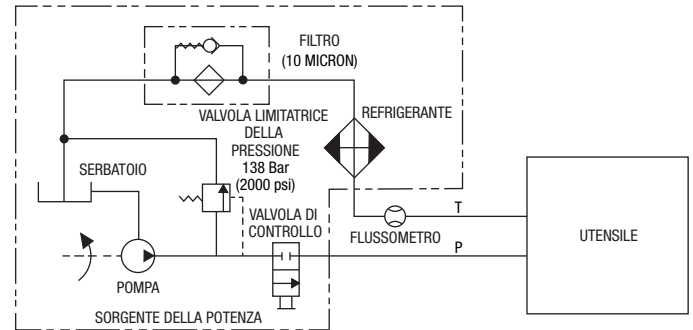 FILTRO
(10 MICRON)
VALVOLA LIMITATRICE
DELLA
PRESSIONE
138 Bar
(2000 psi)
REFRIGERANTE
SERBATOIO
VALVOLA DI
CONTROLLO
T
FLUSSOMETRO
P
UTENSILE
POMPA
SORGENTE DELLA POTENZA